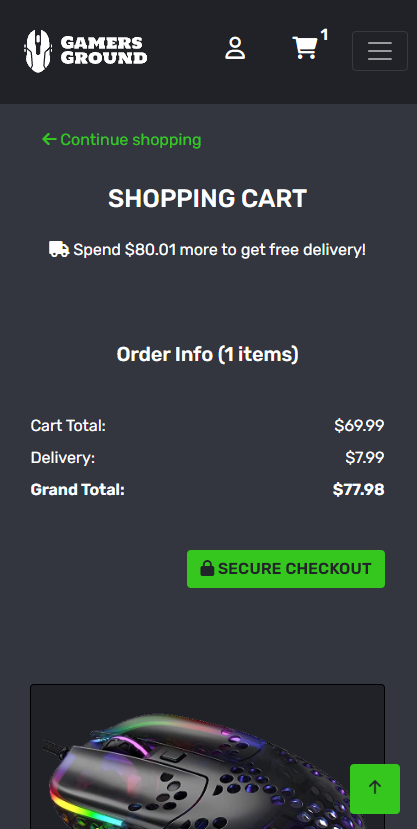 GAMERS
GROUND
1
Continue shopping
SHOPPING CART
Spend $80.01 more to get free delivery!
Order Info (1 items)
Cart Total: $69.99
Delivery: $7.99
Grand Total: $77.98
SECURE CHECKOUT